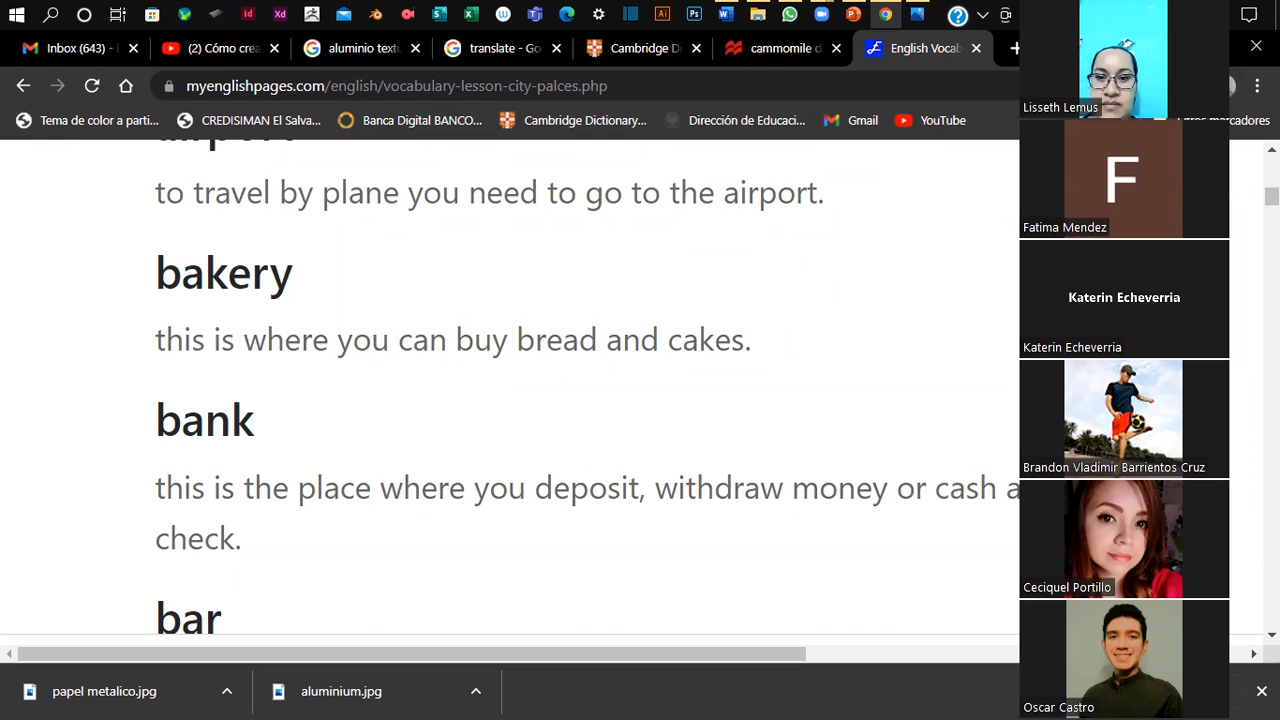 Inbox (643) -
(2) Cómo crea
aluminio text
translate - Go
Cambridge D
cammomile d
English Vocab
myenglishpages.com/english/vocabulary-lesson-city-palces.php
Tema de color a parti...
CREDISIMAN El Salva...
Banca Digital BANCO...
Cambridge Dictionary...
Dirección de Educaci...
Gmail
YouTube
Otros marcadores
airport
to travel by plane you need to go to the airport.
bakery
this is where you can buy bread and cakes.
bank
this is the place where you deposit, withdraw money or cash a
check.
bar
papel metalico.jpg
aluminium.jpg
Lisseth Lemus
F
Fatima Mendez
Katerin Echeverria
Katerin Echeverria
Brandon Vladimir Barrientos Cruz
Ceciquel Portillo
Oscar Castro